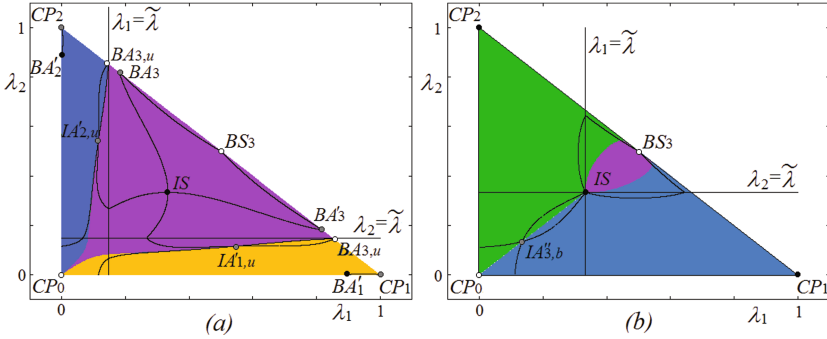 CP₂
1
λ₂
BA′₂
λ₁=λ̃
BA₃,ᵤ
BA₃
IA′₂,ᵤ
BS₃
IS
BA′₃
λ₂=λ̃
BA₃,ᵤ
IA′₁,ᵤ
0
CP₀
BA′₁
CP₁
0
λ₁
1
(a)
CP₂
1
λ₂
λ₁=λ̃
BS₃
λ₂=λ̃
IS
IA″₃,b
0
CP₀
CP₁
0
λ₁
1
(b)